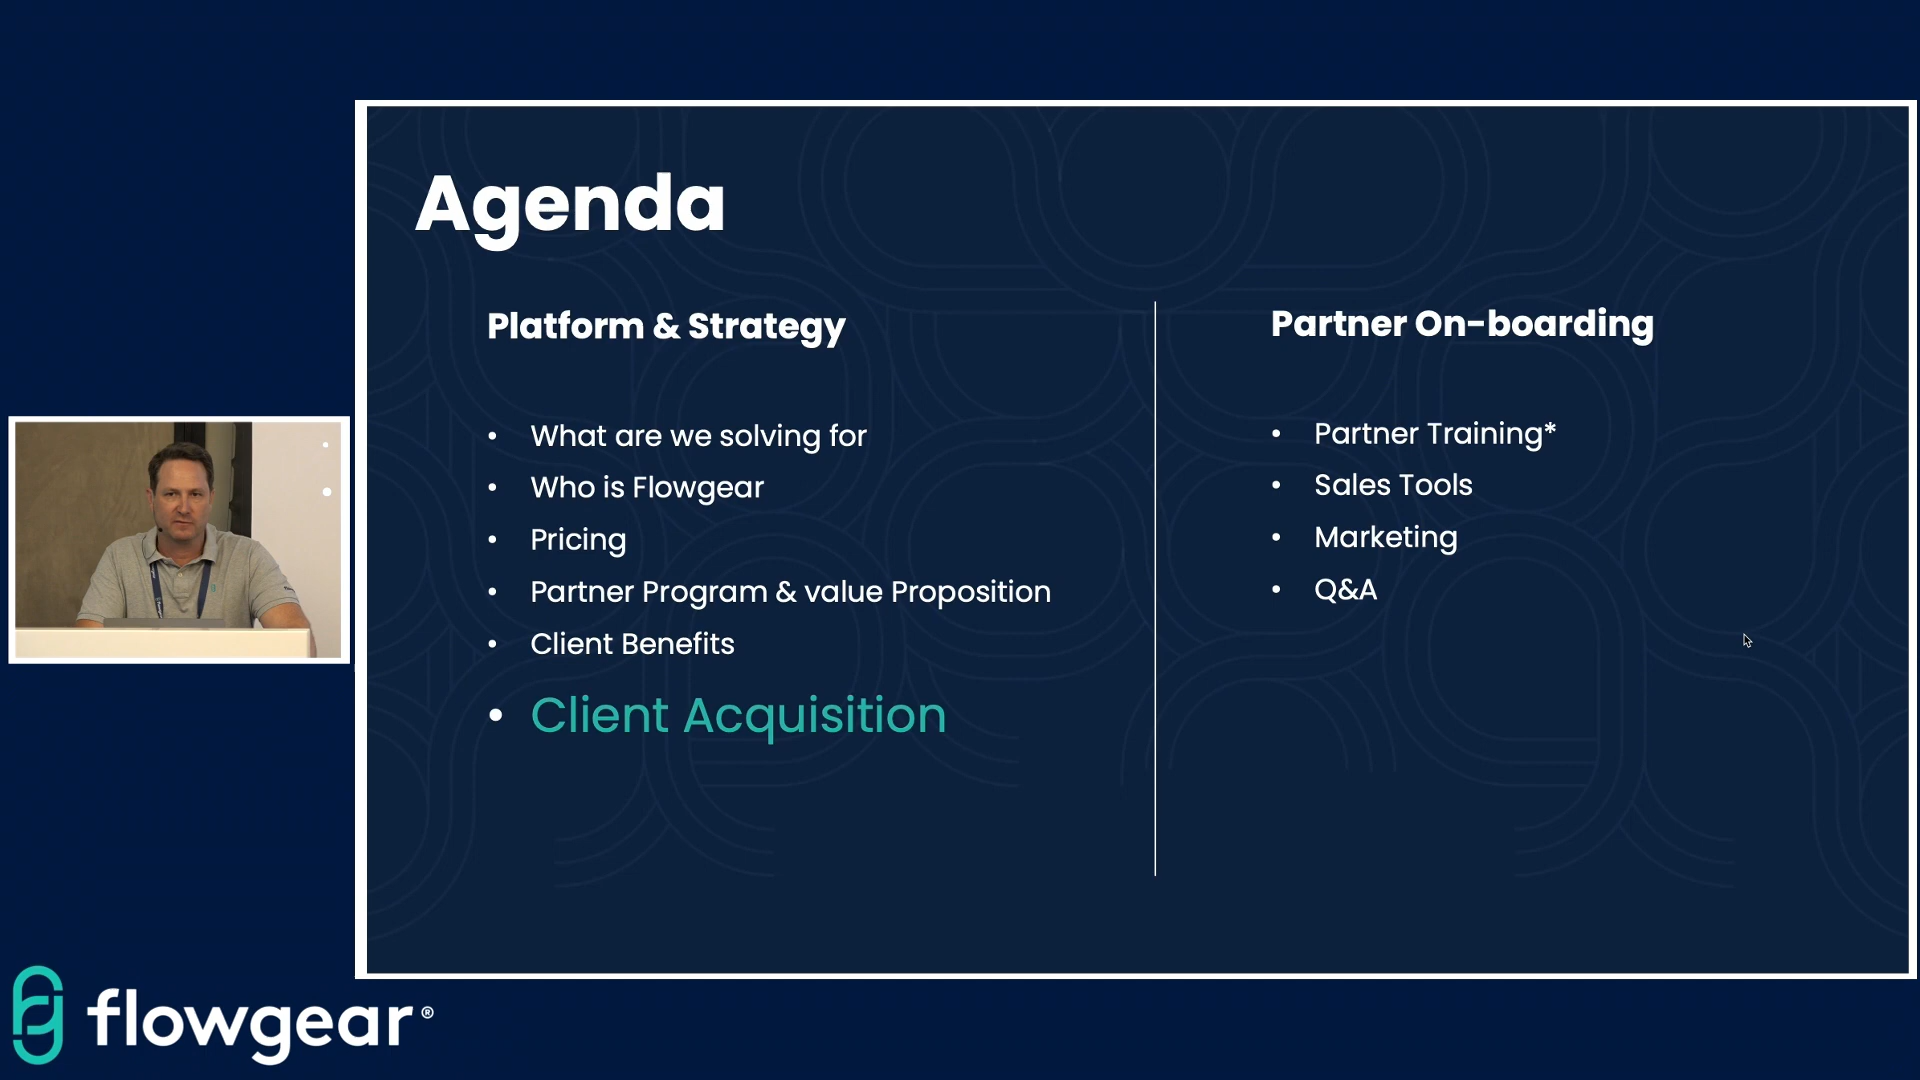 Agenda
Platform & Strategy
• What are we solving for
• Who is Flowgear
• Pricing
• Partner Program & value Proposition
• Client Benefits
• Client Acquisition
Partner On-boarding
• Partner Training*
• Sales Tools
• Marketing
• Q&A
flowgear®